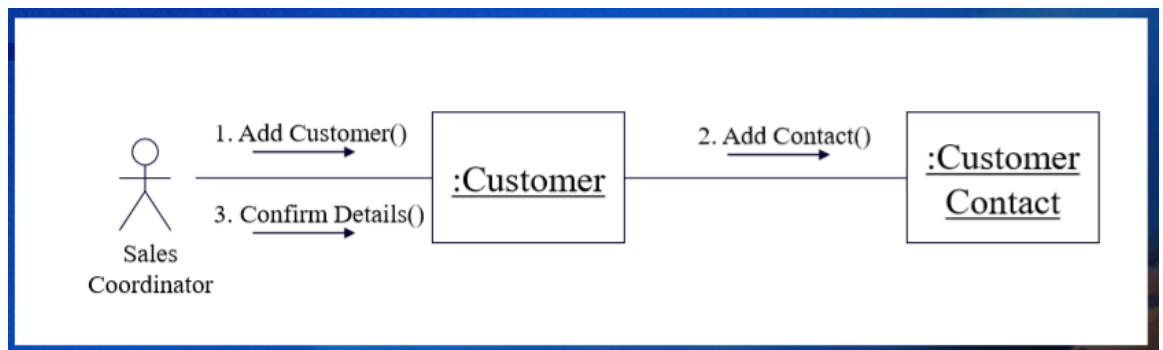 1. Add Customer()
2. Add Contact()
:Customer
:Customer
Contact
3. Confirm Details()
Sales
Coordinator